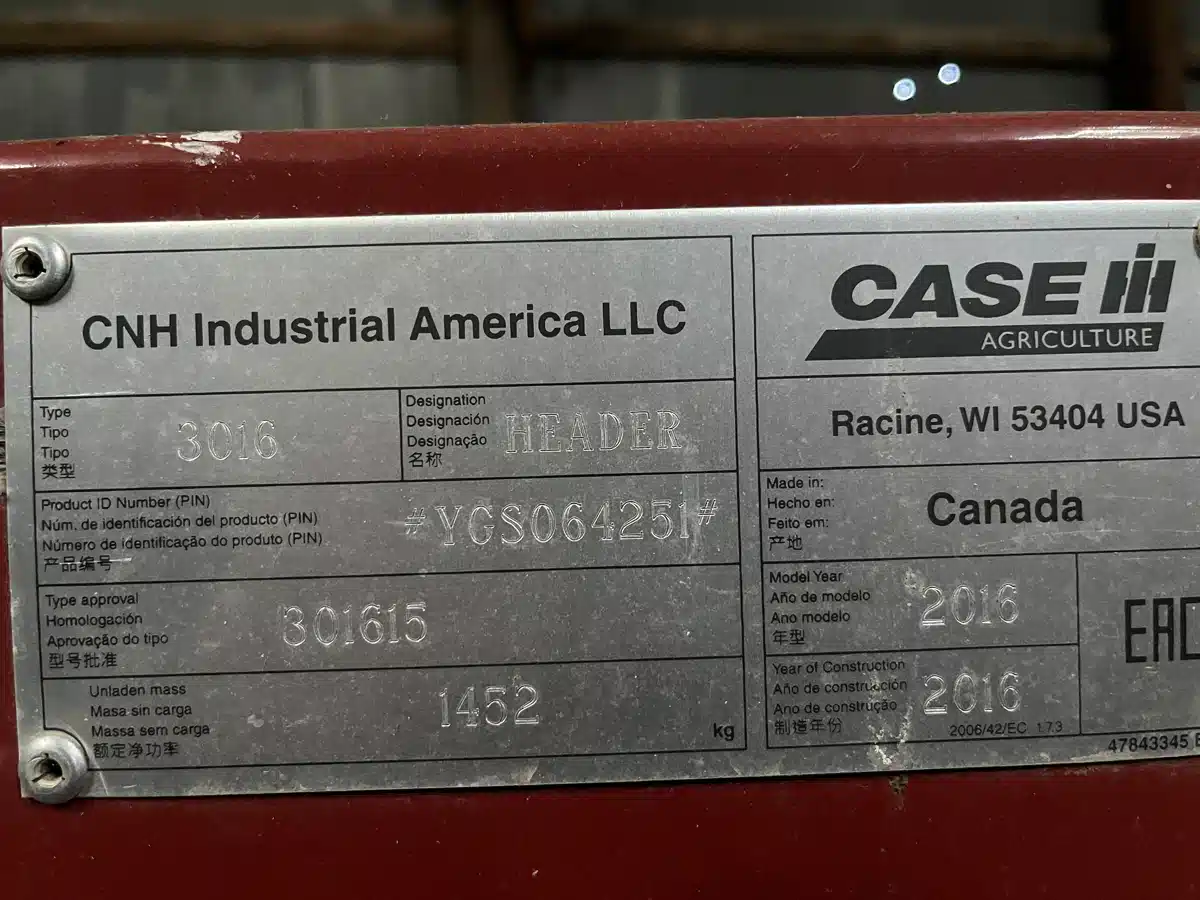 CNH Industrial America LLC
Type
Tipo
Tipo
类型
3016
Designation
Designación
Designação
名称
HEADER
Product ID Number (PIN)
Núm. de identificación del producto (PIN)
Número de identificação do produto (PIN)
产品编号
#YGS064251#
Type approval
Homologación
Aprovação do tipo
型号批准
301615
Unladen mass
Masa sin carga
Massa sem carga
额定净功率
1452
kg
CASE IH
AGRICULTURE
Racine, WI 53404 USA
Made in:
Hecho en:
Feito em:
产地
Canada
Model Year
Año de modelo
Ano modelo
年型
2016
Year of Construction
Año de construcción
Ano de construção
制造年份
2016
2006/42/EC 1.7.3
EAC
47843345